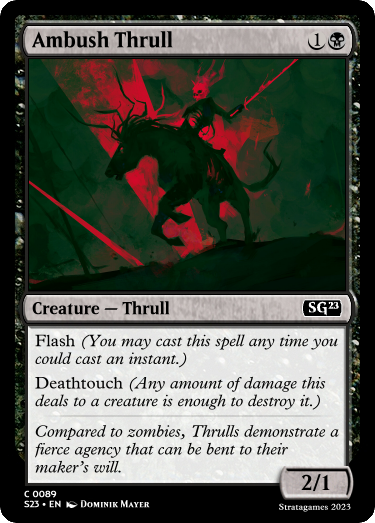 Ambush Thrull 1
Creature — Thrull SG23
Flash (You may cast this spell any time you
could cast an instant.)
Deathtouch (Any amount of damage this
deals to a creature is enough to destroy it.)
Compared to zombies, Thrulls demonstrate a
fierce agency that can be bent to their
maker's will.
2/1
C 0089
S23 • EN DOMINIK MAYER
Stratagames 2023